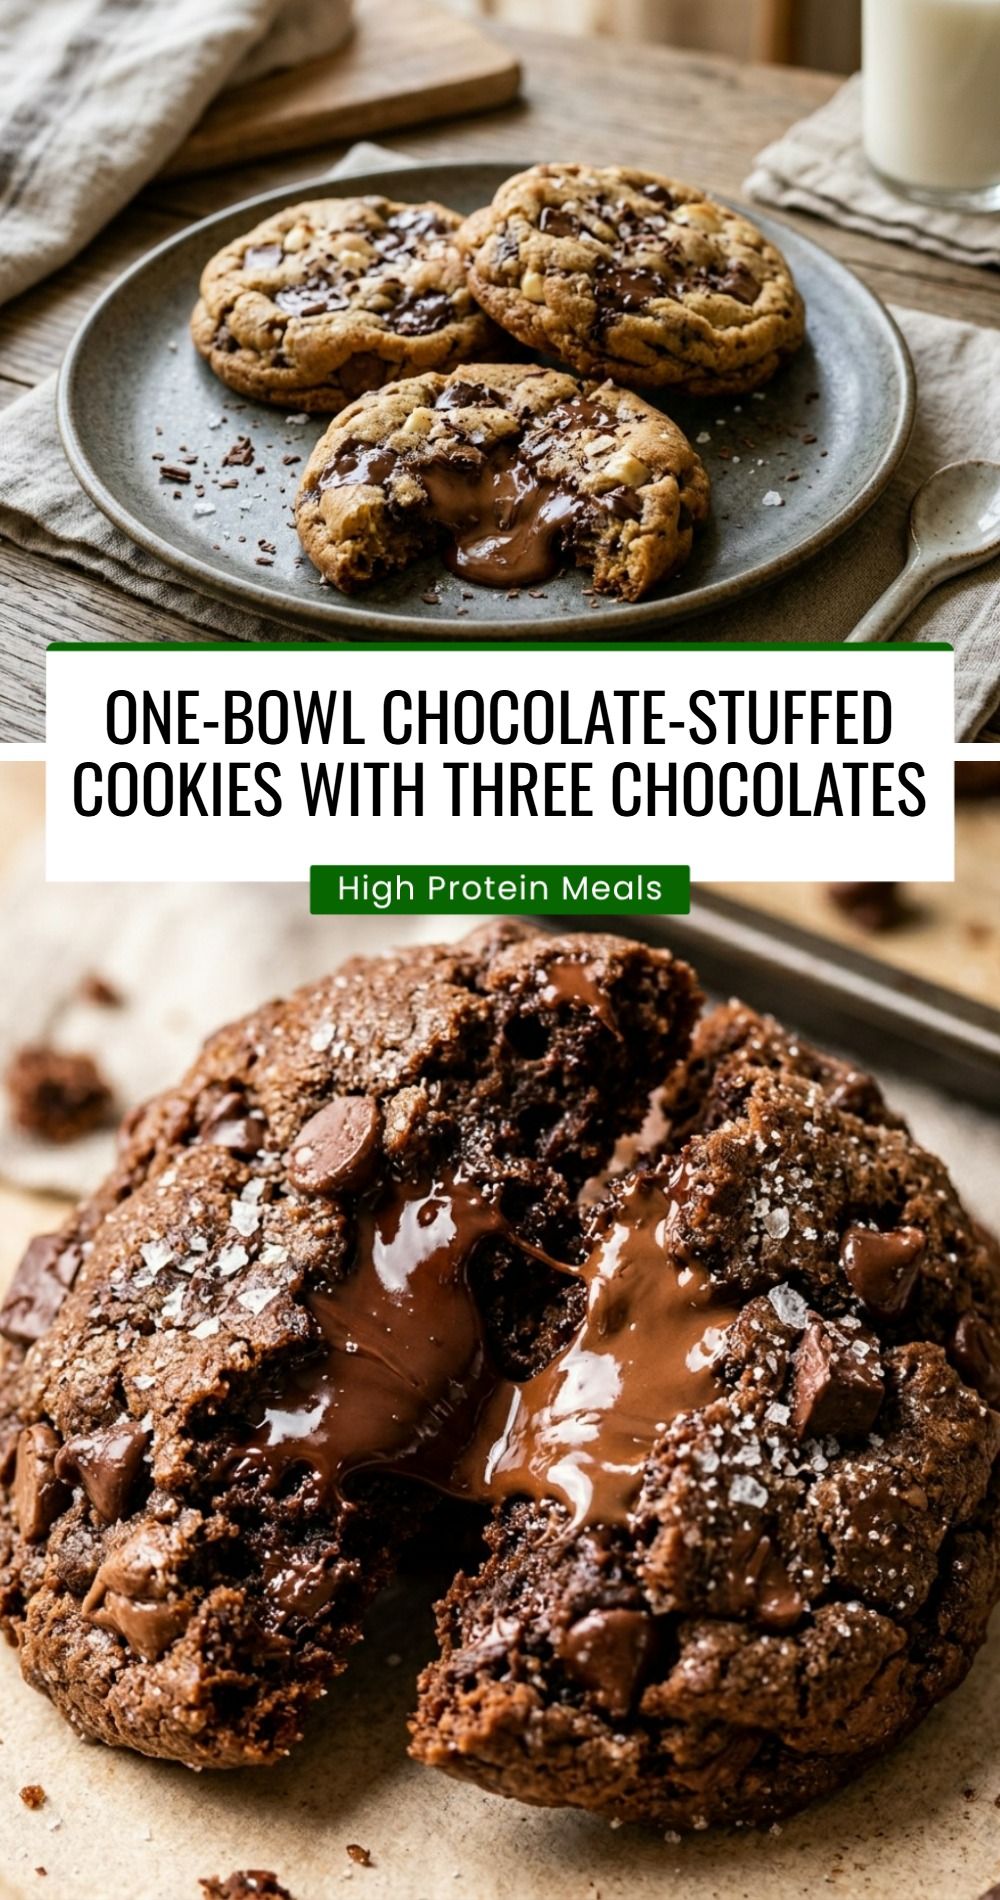 ONE-BOWL CHOCOLATE-STUFFED
COOKIES WITH THREE CHOCOLATES
High Protein Meals